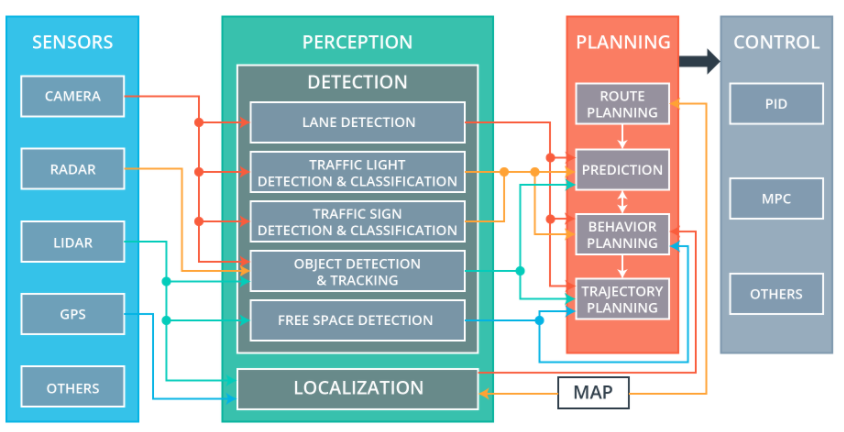 SENSORS
CAMERA
RADAR
LIDAR
GPS
OTHERS
PERCEPTION
DETECTION
LANE DETECTION
TRAFFIC LIGHT
DETECTION & CLASSIFICATION
TRAFFIC SIGN
DETECTION & CLASSIFICATION
OBJECT DETECTION
& TRACKING
FREE SPACE DETECTION
LOCALIZATION
PLANNING
ROUTE
PLANNING
PREDICTION
BEHAVIOR
PLANNING
TRAJECTORY
PLANNING
MAP
CONTROL
PID
MPC
OTHERS